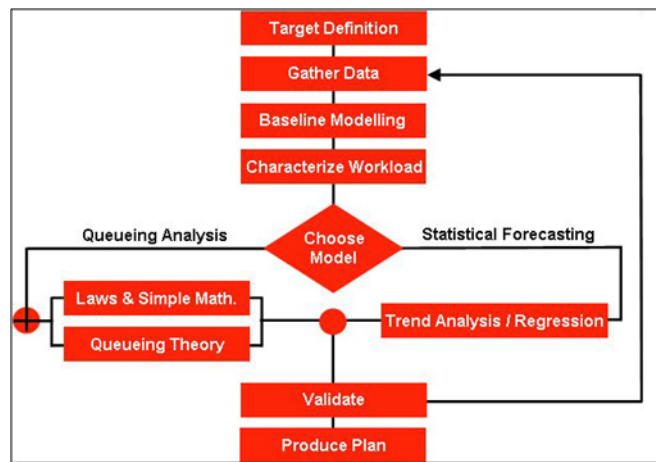 Target Definition
Gather Data
Baseline Modelling
Characterize Workload
Queueing Analysis
Choose
Model
Statistical Forecasting
Laws & Simple Math.
Queueing Theory
Trend Analysis / Regression
Validate
Produce Plan